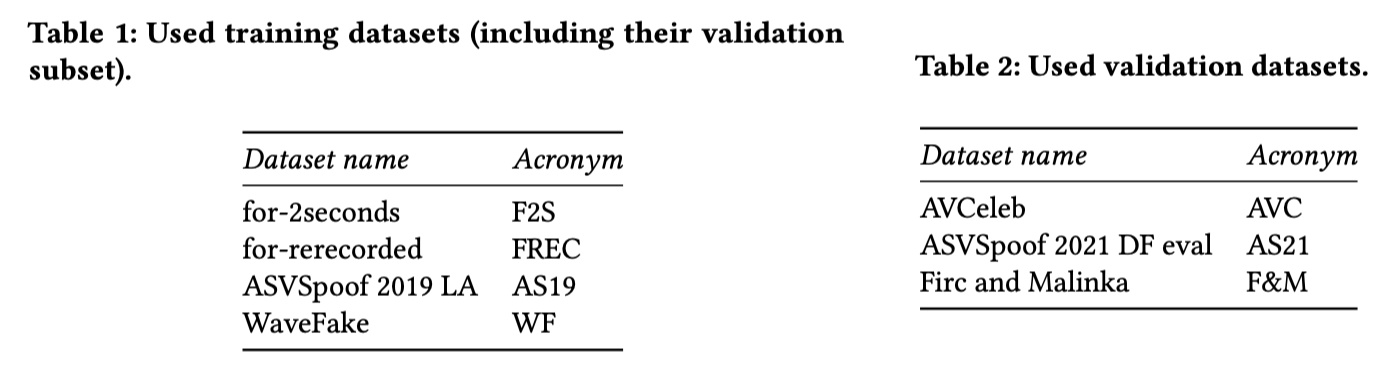 Table 1: Used training datasets (including their validation
subset).
Dataset name Acronym
for-2seconds F2S
for-rerecorded FREC
ASVSpoof 2019 LA AS19
WaveFake WF
Table 2: Used validation datasets.
Dataset name Acronym
AVCeleb AVC
ASVSpoof 2021 DF eval AS21
Firc and Malinka F&M